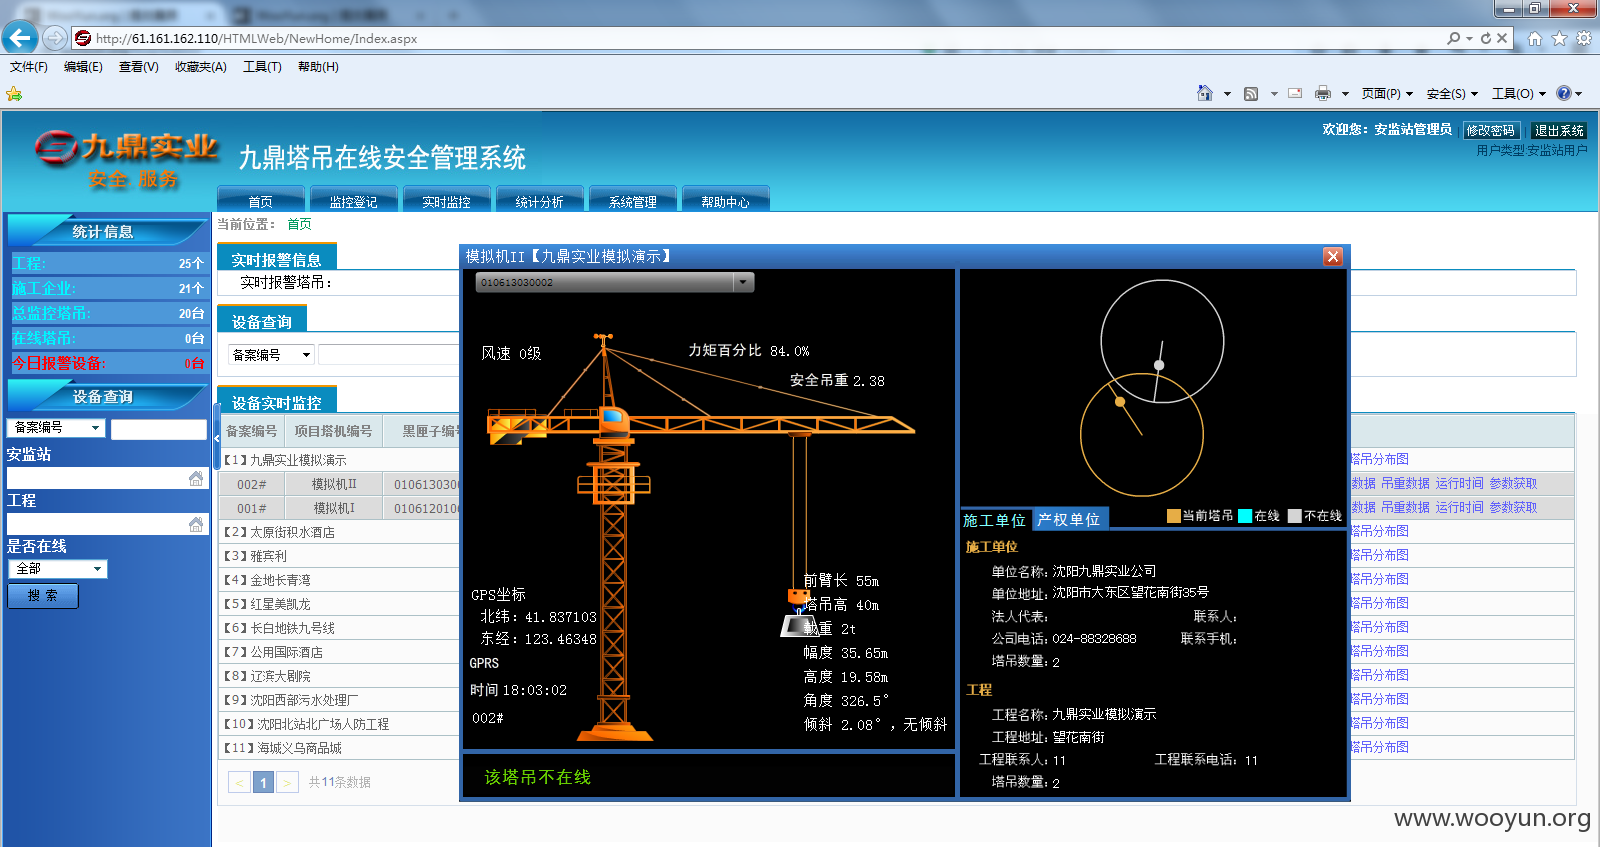 http://61.161.162.110/HTMLWeb/NewHome/Index.aspx
文件(F) 编辑(E) 查看(V) 收藏夹(A) 工具(T) 帮助(H)
页面(P) 安全(S) 工具(O)
九鼎实业
安全.服务
九鼎塔吊在线安全管理系统
欢迎您：安监站管理员 修改密码 退出系统
用户类型:安监站用户
首页 监控登记 实时监控 统计分析 系统管理 帮助中心
统计信息
工程: 25个
施工企业: 21个
总监控塔吊: 20台
在线塔吊: 0台
今日报警设备: 0台
设备查询
备案编号
安监站
工程
是否在线
全部
搜 索
当前位置： 首页
实时报警信息
实时报警塔吊：
设备查询
备案编号
设备实时监控
备案编号 项目塔机编号 黑匣子编号
【1】九鼎实业模拟演示 塔吊分布图
002# 模拟机II 010613030 数据 吊重数据 运行时间 参数获取
001# 模拟机I 010612010 数据 吊重数据 运行时间 参数获取
【2】太原街积水酒店 塔吊分布图
【3】雅宾利 塔吊分布图
【4】金地长青湾 塔吊分布图
【5】红星美凯龙 塔吊分布图
【6】长白地铁九号线 塔吊分布图
【7】公用国际酒店 塔吊分布图
【8】辽滨大剧院 塔吊分布图
【9】沈阳西部污水处理厂 塔吊分布图
【10】沈阳北站北广场人防工程 塔吊分布图
【11】海城义乌商品城 塔吊分布图
< 1 > 共11条数据
模拟机II【九鼎实业模拟演示】
010613030002
风速 0级
力矩百分比 84.0%
安全吊重 2.38
GPS坐标
北纬：41.837103
东经：123.46348
GPRS
时间 18:03:02
002#
前臂长 55m
塔吊高 40m
载重 2t
幅度 35.65m
高度 19.58m
角度 326.5°
倾斜 2.08°，无倾斜
该塔吊不在线
当前塔吊 在线 不在线
施工单位 产权单位
施工单位
单位名称：沈阳九鼎实业公司
单位地址：沈阳市大东区望花南街35号
法人代表： 联系人：
公司电话：024-88328688 联系手机：
塔吊数量：2
工程
工程名称：九鼎实业模拟演示
工程地址：望花南街
工程联系人：11 工程联系电话：11
塔吊数量：2
www.wooyun.org